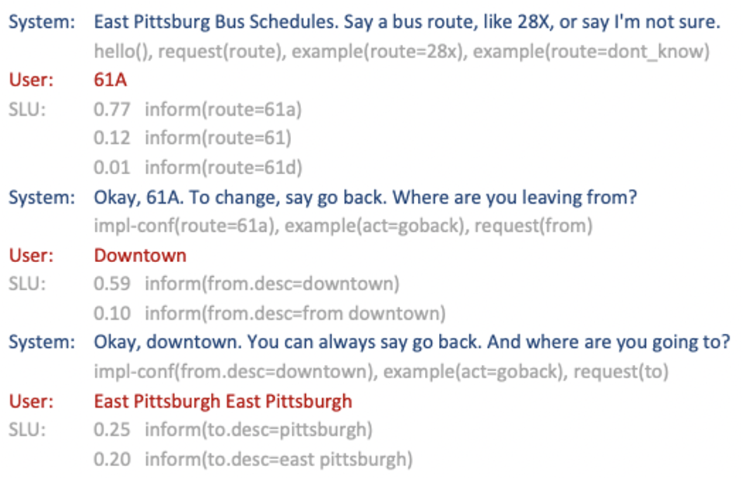 System: East Pittsburg Bus Schedules. Say a bus route, like 28X, or say I'm not sure.
hello(), request(route), example(route=28x), example(route=dont_know)
User: 61A
SLU: 0.77 inform(route=61a)
0.12 inform(route=61)
0.01 inform(route=61d)
System: Okay, 61A. To change, say go back. Where are you leaving from?
impl-conf(route=61a), example(act=goback), request(from)
User: Downtown
SLU: 0.59 inform(from.desc=downtown)
0.10 inform(from.desc=from downtown)
System: Okay, downtown. You can always say go back. And where are you going to?
impl-conf(from.desc=downtown), example(act=goback), request(to)
User: East Pittsburgh East Pittsburgh
SLU: 0.25 inform(to.desc=pittsburgh)
0.20 inform(to.desc=east pittsburgh)